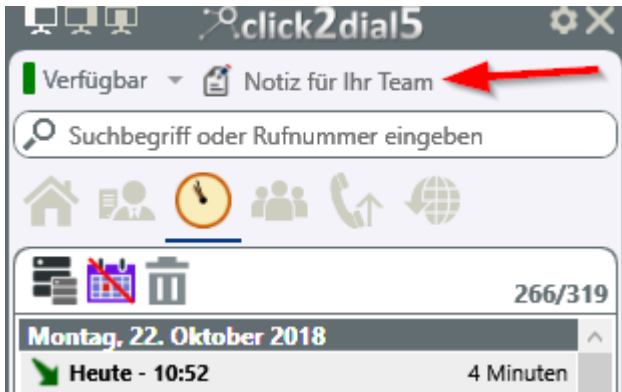 click2dial5
Verfügbar Notiz für Ihr Team
Suchbegriff oder Rufnummer eingeben
266/319
Montag, 22. Oktober 2018
Heute - 10:52 4 Minuten